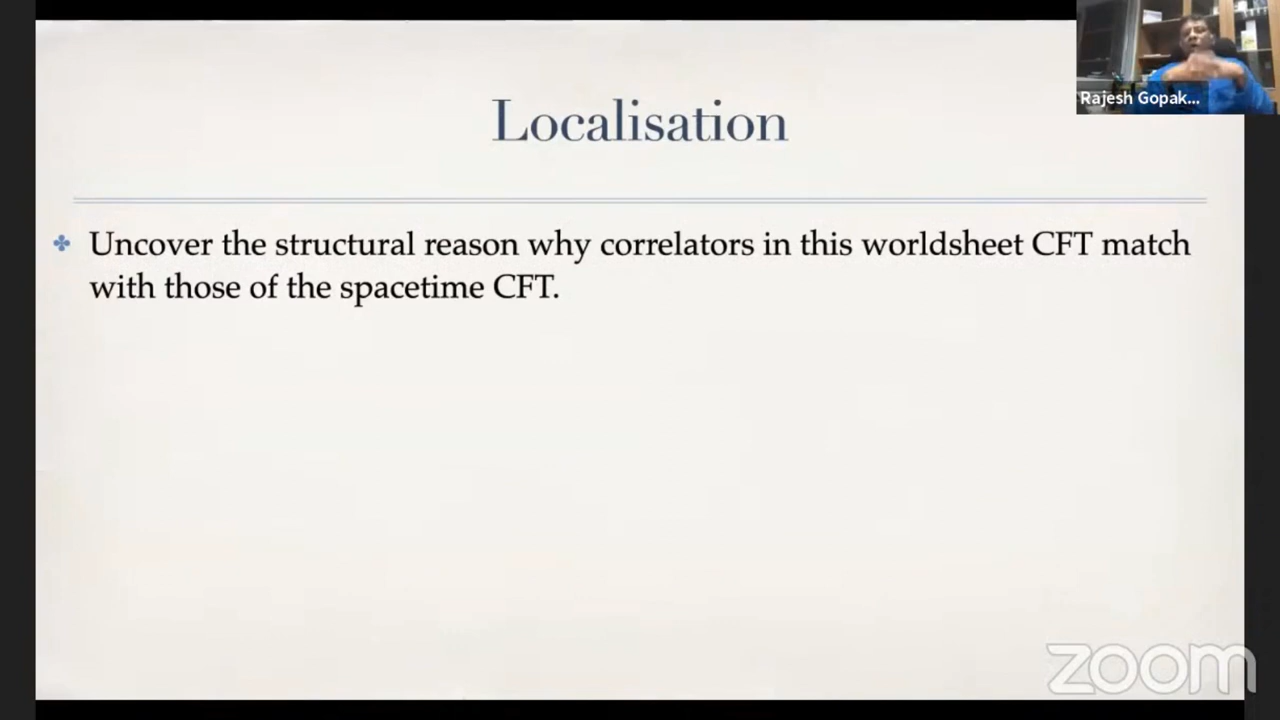 Rajesh Gopak...
Localisation
Uncover the structural reason why correlators in this worldsheet CFT match
with those of the spacetime CFT.
zoom